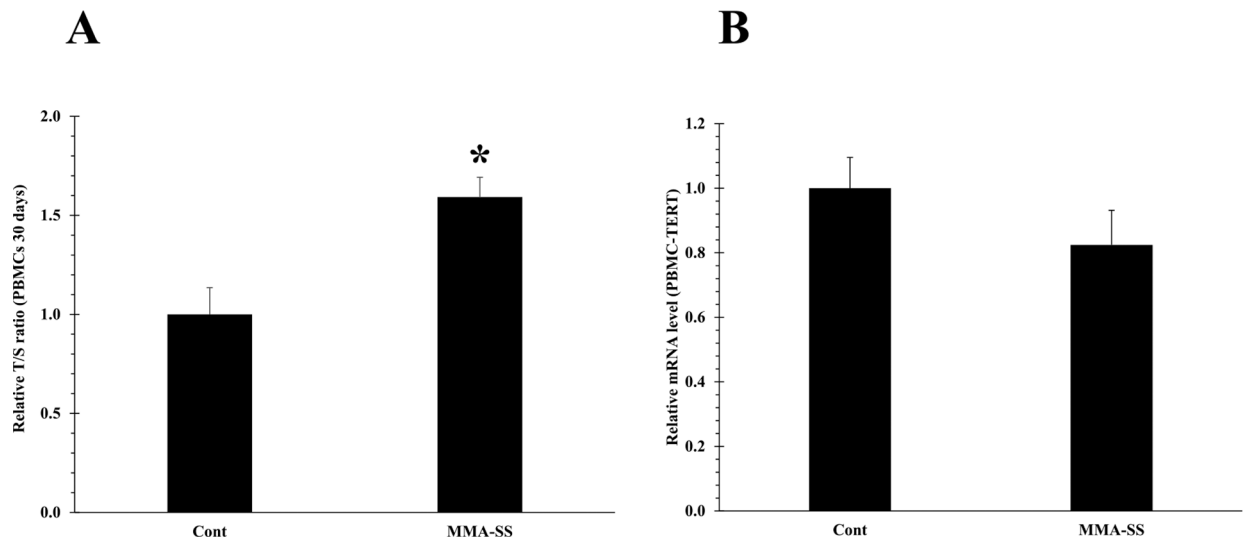 A
B
Relative T/S ratio (PBMCs 30 days)
2.0
1.5
1.0
0.5
0.0
*
Cont
MMA-SS
Relative mRNA level (PBMC-TERT)
1.2
1.0
0.8
0.6
0.4
0.2
0.0
Cont
MMA-SS